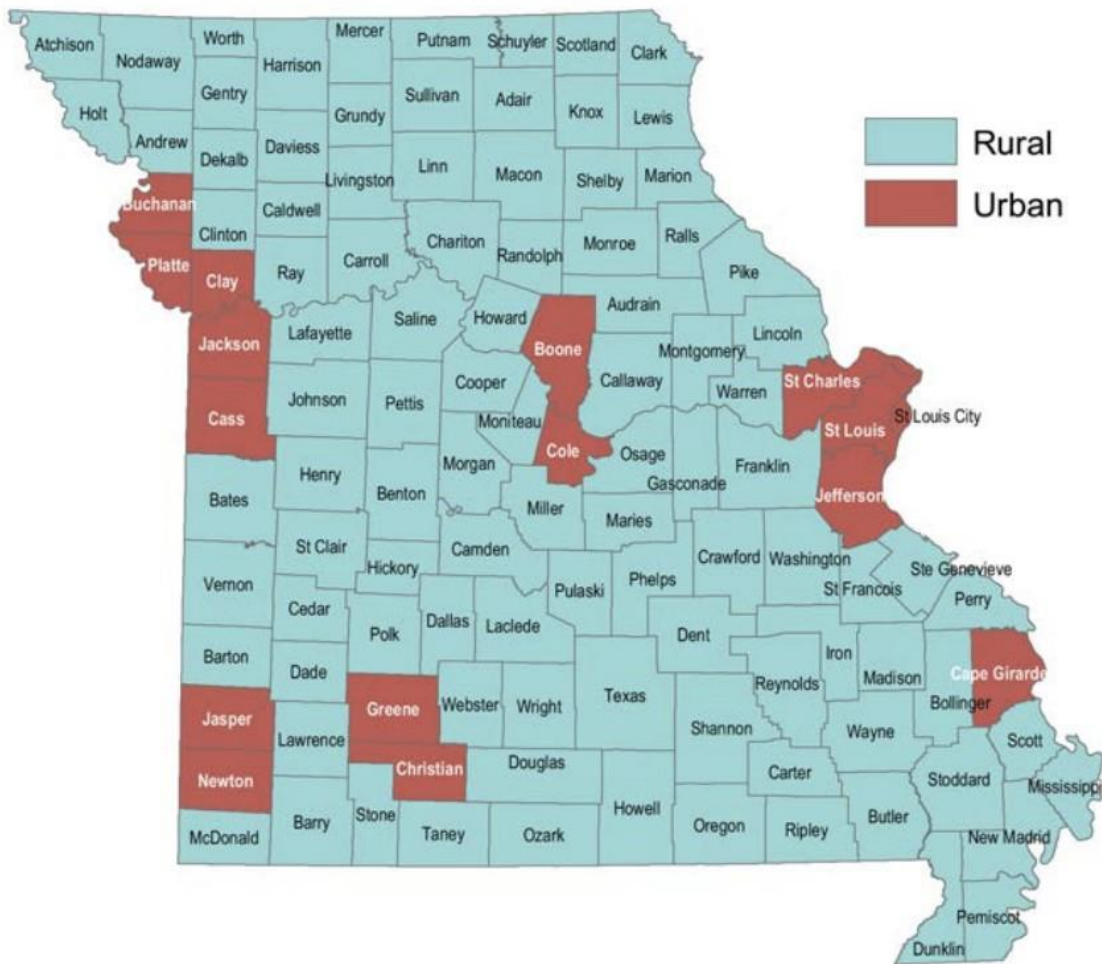 Atchison
Nodaway
Worth
Harrison
Mercer
Putnam
Schuyler
Scotland
Clark
Holt
Gentry
Sullivan
Adair
Knox
Lewis
Andrew
Dekalb
Daviess
Grundy
Rural
Urban
Livingston
Linn
Macon
Shelby
Marion
Buchanan
Clinton
Caldwell
Chariton
Randolph
Monroe
Ralls
Platte
Clay
Ray
Carroll
Pike
Jackson
Lafayette
Saline
Howard
Boone
Audrain
Montgomery
Lincoln
Cass
Johnson
Pettis
Cooper
Moniteau
Callaway
Warren
St Charles
St Louis City
St Louis
Cole
Osage
Gasconade
Franklin
Jefferson
Bates
Henry
Benton
Morgan
Miller
Maries
Vernon
St Clair
Hickory
Camden
Pulaski
Phelps
Crawford
Washington
St Francois
Ste Genevieve
Perry
Cedar
Polk
Dallas
Laclede
Dent
Iron
Madison
Bollinger
Cape Girarde
Barton
Dade
Greene
Webster
Wright
Texas
Shannon
Reynolds
Wayne
Scott
Jasper
Lawrence
Christian
Douglas
Carter
Stoddard
Mississippi
Newton
Howell
McDonald
Barry
Stone
Taney
Ozark
Oregon
Ripley
Butler
New Madrid
Pemiscot
Dunklin